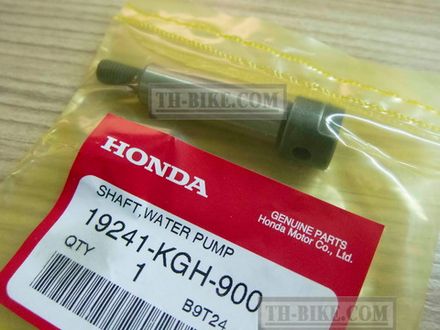 TH-BIKE.COM
HONDA
GENUINE PARTS
Honda Motor Co., Ltd.
SHAFT,WATER PUMP
19241-KGH-900
QTY
1
B9T24
TH-BIKE.COM